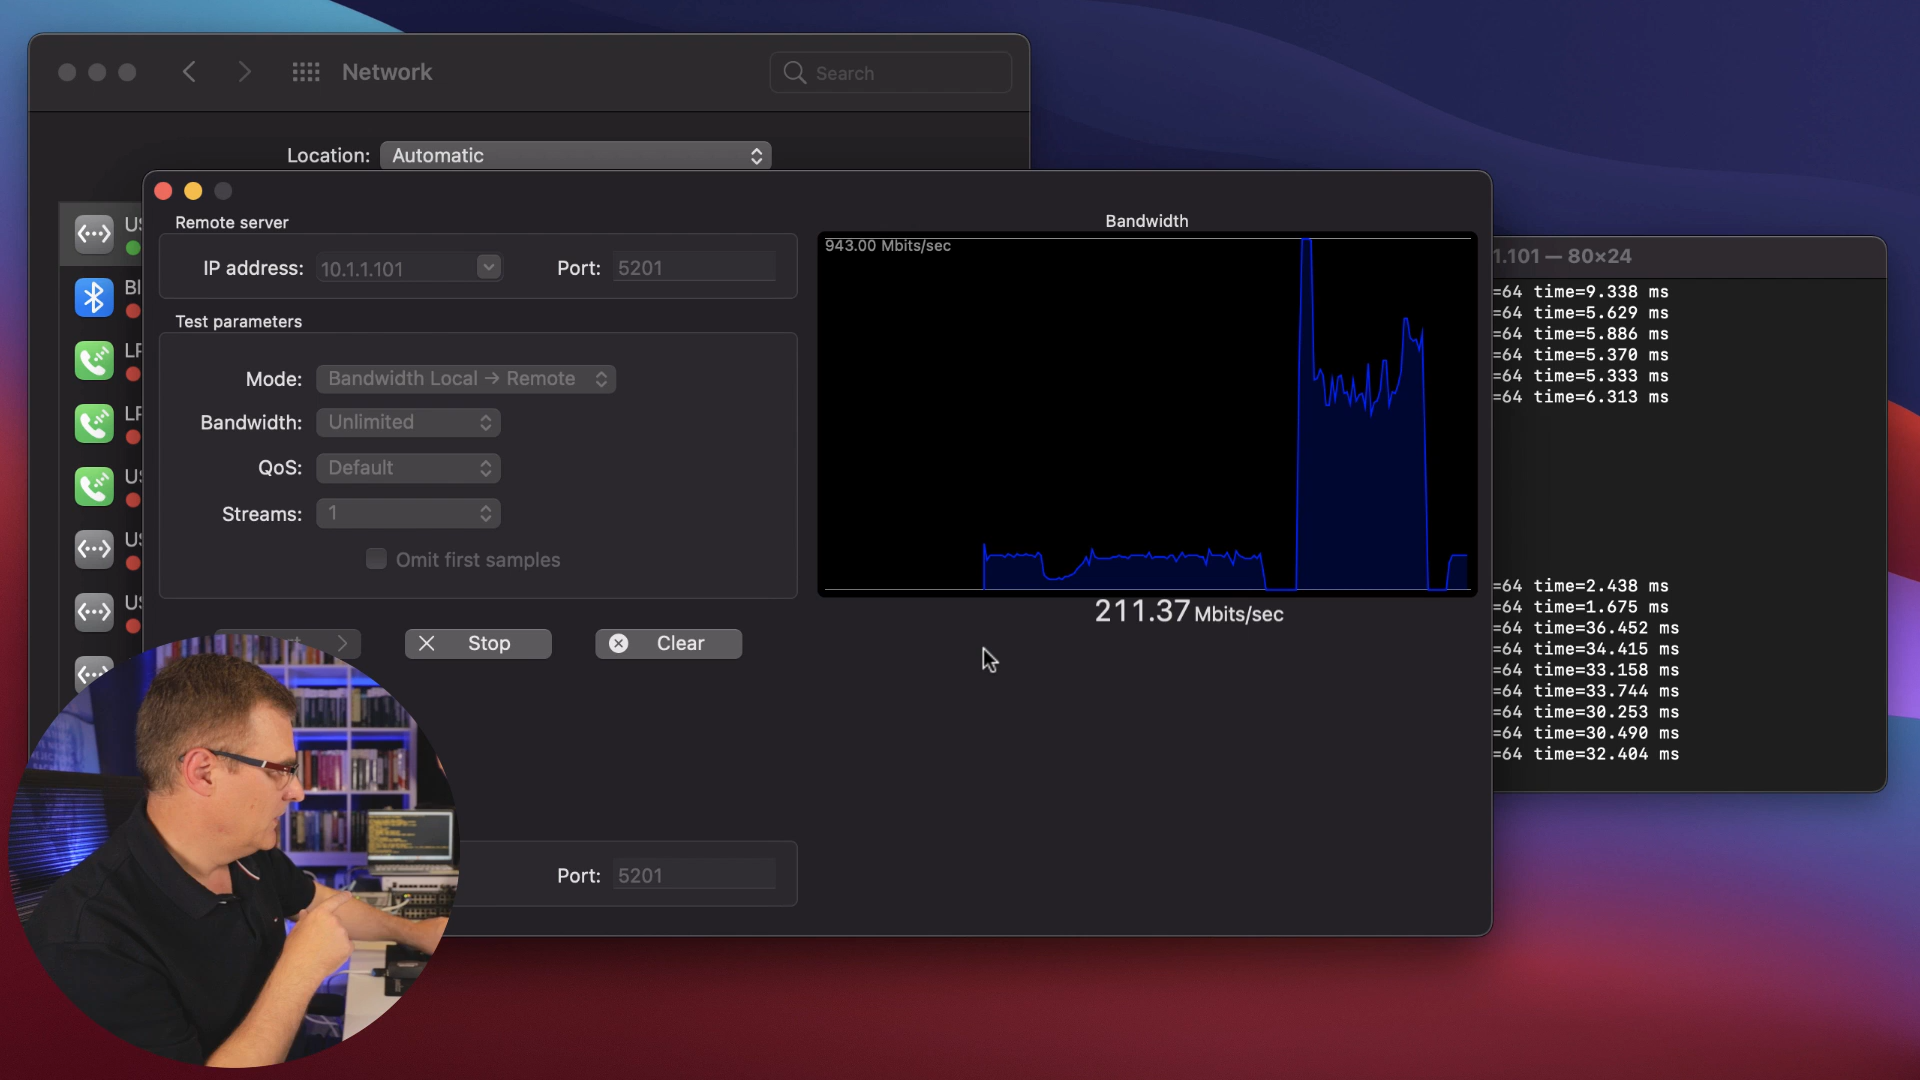 Network
Search
Location: Automatic
US
Remote server
IP address: 10.1.1.101
Port: 5201
Bl
Test parameters
Mode: Bandwidth Local → Remote
Bandwidth: Unlimited
QoS: Default
Streams: 1
Omit first samples
Stop
Clear
Port: 5201
Bandwidth
943.00 Mbits/sec
211.37 Mbits/sec
1.101 — 80×24
=64 time=9.338 ms
=64 time=5.629 ms
=64 time=5.886 ms
=64 time=5.370 ms
=64 time=5.333 ms
=64 time=6.313 ms
=64 time=2.438 ms
=64 time=1.675 ms
=64 time=36.452 ms
=64 time=34.415 ms
=64 time=33.158 ms
=64 time=33.744 ms
=64 time=30.253 ms
=64 time=30.490 ms
=64 time=32.404 ms